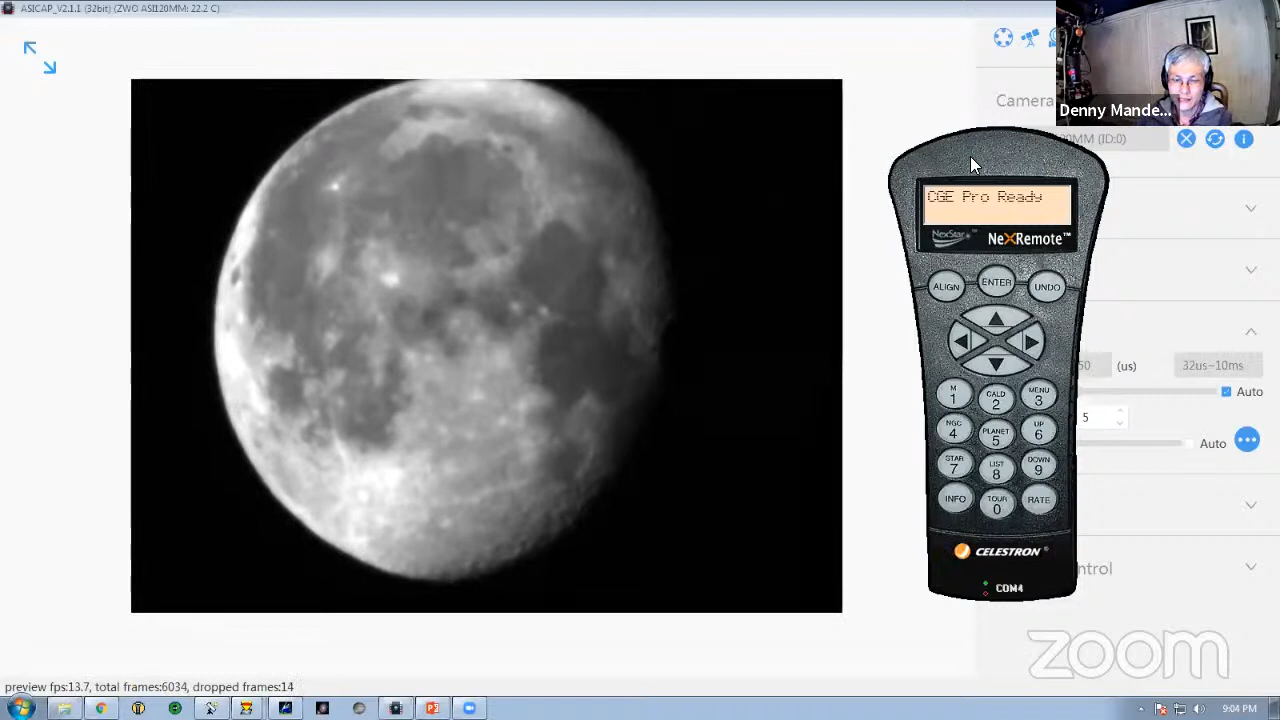 ASICAP_V2.1.1 (32bit) (ZWO ASI120MM: 22.2 C)
Camera
Denny Mande...
0MM (ID:0)
CGE Pro Ready
NexStar
NeXRemote™
ALIGN
ENTER
UNDO
50
(us)
32us~10ms
Auto
M
1
CALD
2
MENU
3
5
NGC
4
PLANET
5
UP
6
Auto
STAR
7
LIST
8
DOWN
9
INFO
TOUR
0
RATE
CELESTRON
ntrol
COM4
zoom
preview fps:13.7, total frames:6034, dropped frames:14
9:04 PM